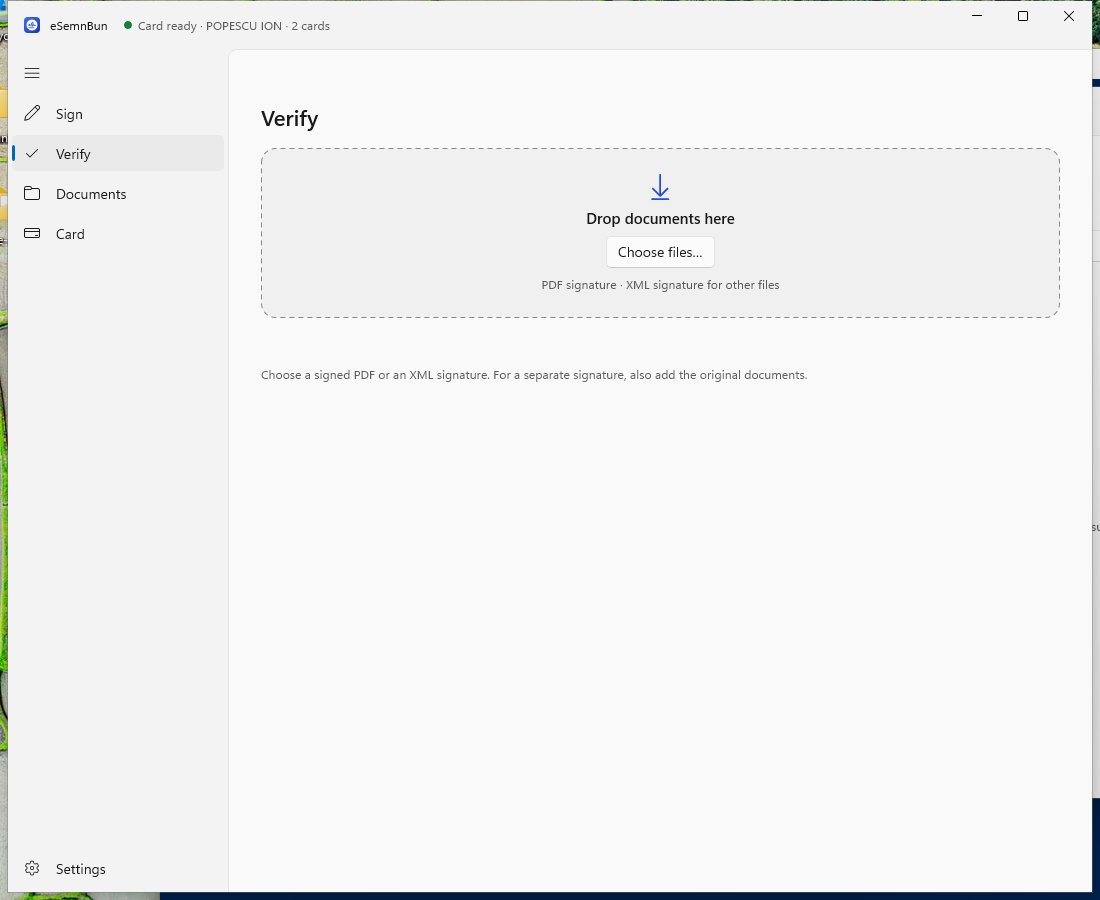 eSemnBun
Card ready · POPESCU ION · 2 cards
Sign
Verify
Documents
Card
Settings
Verify
Drop documents here
Choose files...
PDF signature · XML signature for other files
Choose a signed PDF or an XML signature. For a separate signature, also add the original documents.